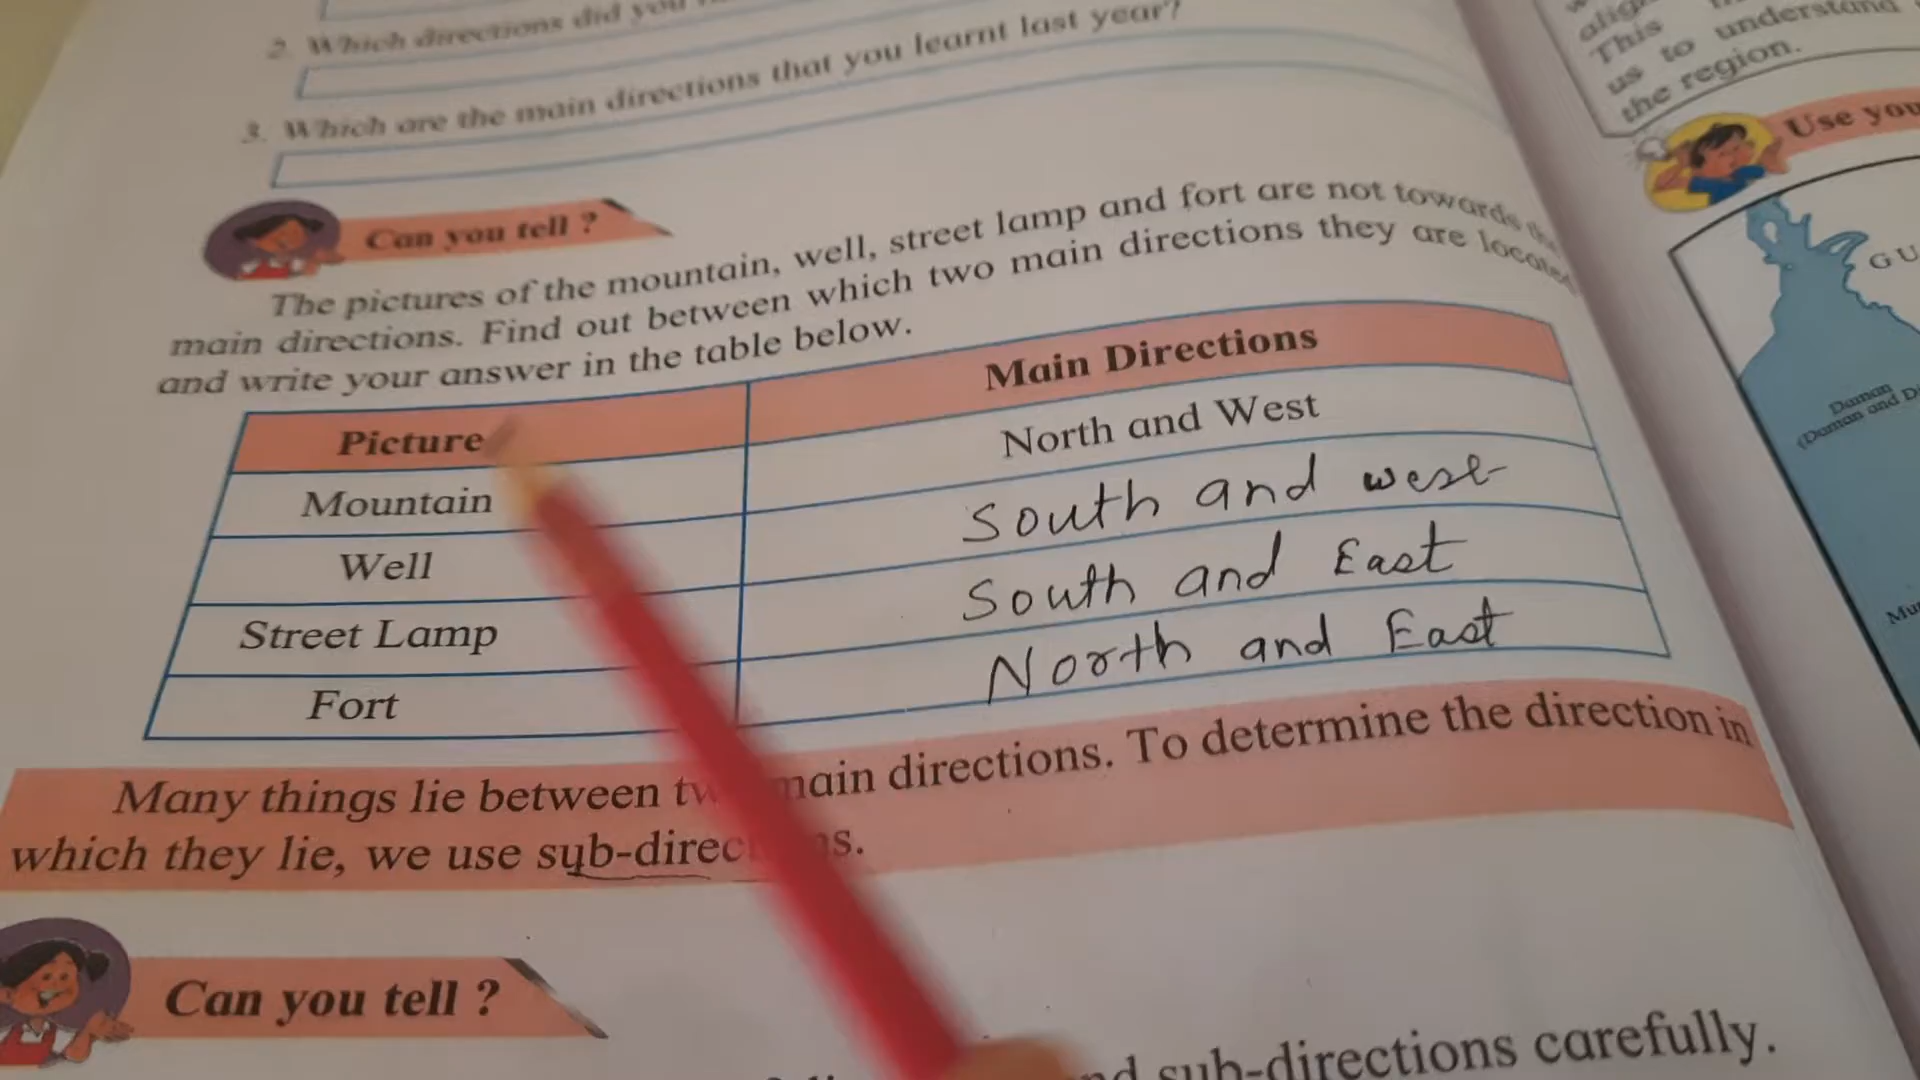 2. Which directions did you
3. Which are the main directions that you learnt last year?
Can you tell ?
The pictures of the mountain, well, street lamp and fort are not towards
main directions. Find out between which two main directions they are located
and write your answer in the table below.
Picture Main Directions
Mountain North and West
Well South and west
Street Lamp South and East
Fort North and East
Many things lie between main directions. To determine the direction in
which they lie, we use
Can you tell ?
sub-directions carefully.
This
us to understand
the region.
Use you
GU
Daman
(Daman and D
Mu